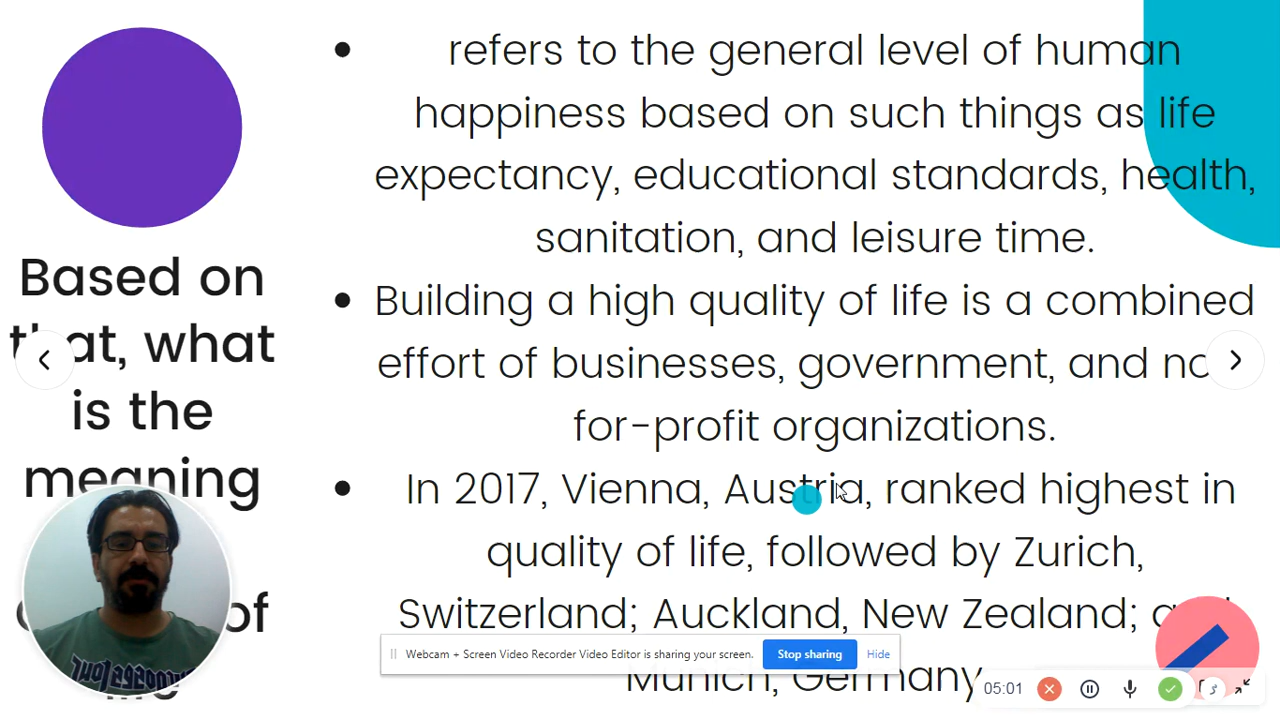 Based on
that, what
is the
meaning
of
refers to the general level of human
happiness based on such things as life
expectancy, educational standards, health,
sanitation, and leisure time.
Building a high quality of life is a combined
effort of businesses, government, and
for-profit organizations.
In 2017, Vienna, Austria, ranked highest in
quality of life, followed by Zurich,
Switzerland; Auckland, New Zealand;
Munich, Germany
Webcam + Screen Video Recorder Video Editor is sharing your screen.
Stop sharing
Hide
05:01